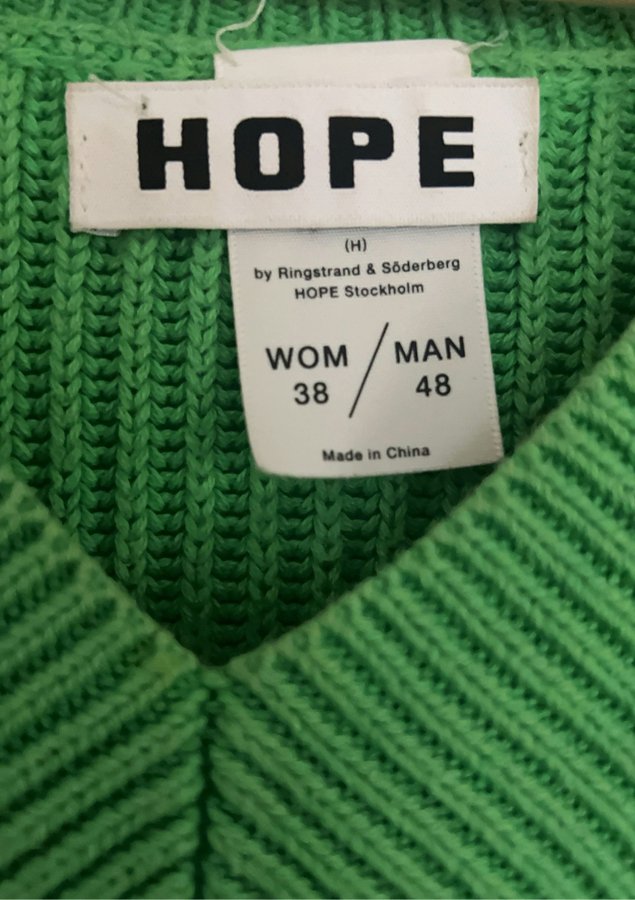 HOPE
(H)
by Ringstrand & Söderberg
HOPE Stockholm
WOM / MAN
38 48
Made in China